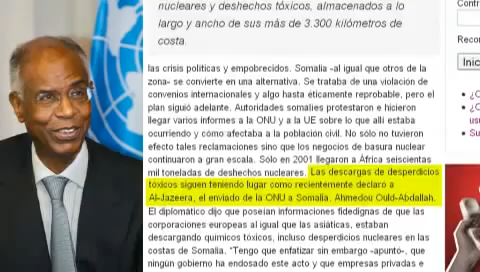 nucleares y deshechos tóxicos, almacenados a lo
largo y ancho de sus más de 3.300 kilómetros de
costa.
las crisis políticas y empobrecidos. Somalia -al igual que otros de la
zona- se convierte en una alternativa. Se trataba de una violación de
convenios internacionales y algo hasta éticamente reprobable, pero el
plan siguió adelante. Autoridades somalies protestaron e hicieron
llegar varios informes a la ONU y a la UE sobre lo que allí estaba
ocurriendo y cómo afectaba a la población civil. No sólo no tuvieron
efecto tales reclamaciones sino que los negocios de basura nuclear
continuaron a gran escala. Sólo en 2001 llegaron a África seiscientas
mil toneladas de deshechos nucleares. Las descargas de desperdicios
tóxicos siguen teniendo lugar como recientemente declaró a
Al-Jazeera, el enviado de la ONU a Somalia, Ahmedou Ould-Abdallah.
El diplomático dijo que poseían informaciones fidedignas de que las
corporaciones europeas al igual que las asiáticas, estaban
descargando químicos tóxicos, incluso desperdicios nucleares en las
costas de Somalia. "Tengo que enfatizar sin embargo -apuntó-, que
ningún gobierno ha endosado este acto y que empresas privadas e
Contr
Recor
Inic
¿O
¿C
usu
Su